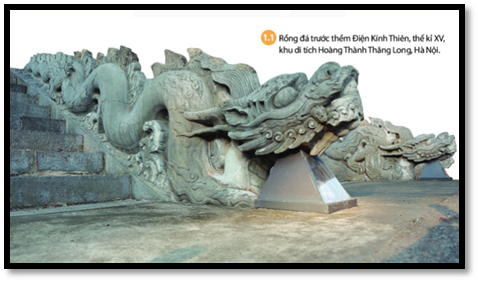 1.1 Rồng đá trước thềm Điện Kính Thiên, thế kỉ XV,
khu di tích Hoàng Thành Thăng Long, Hà Nội.